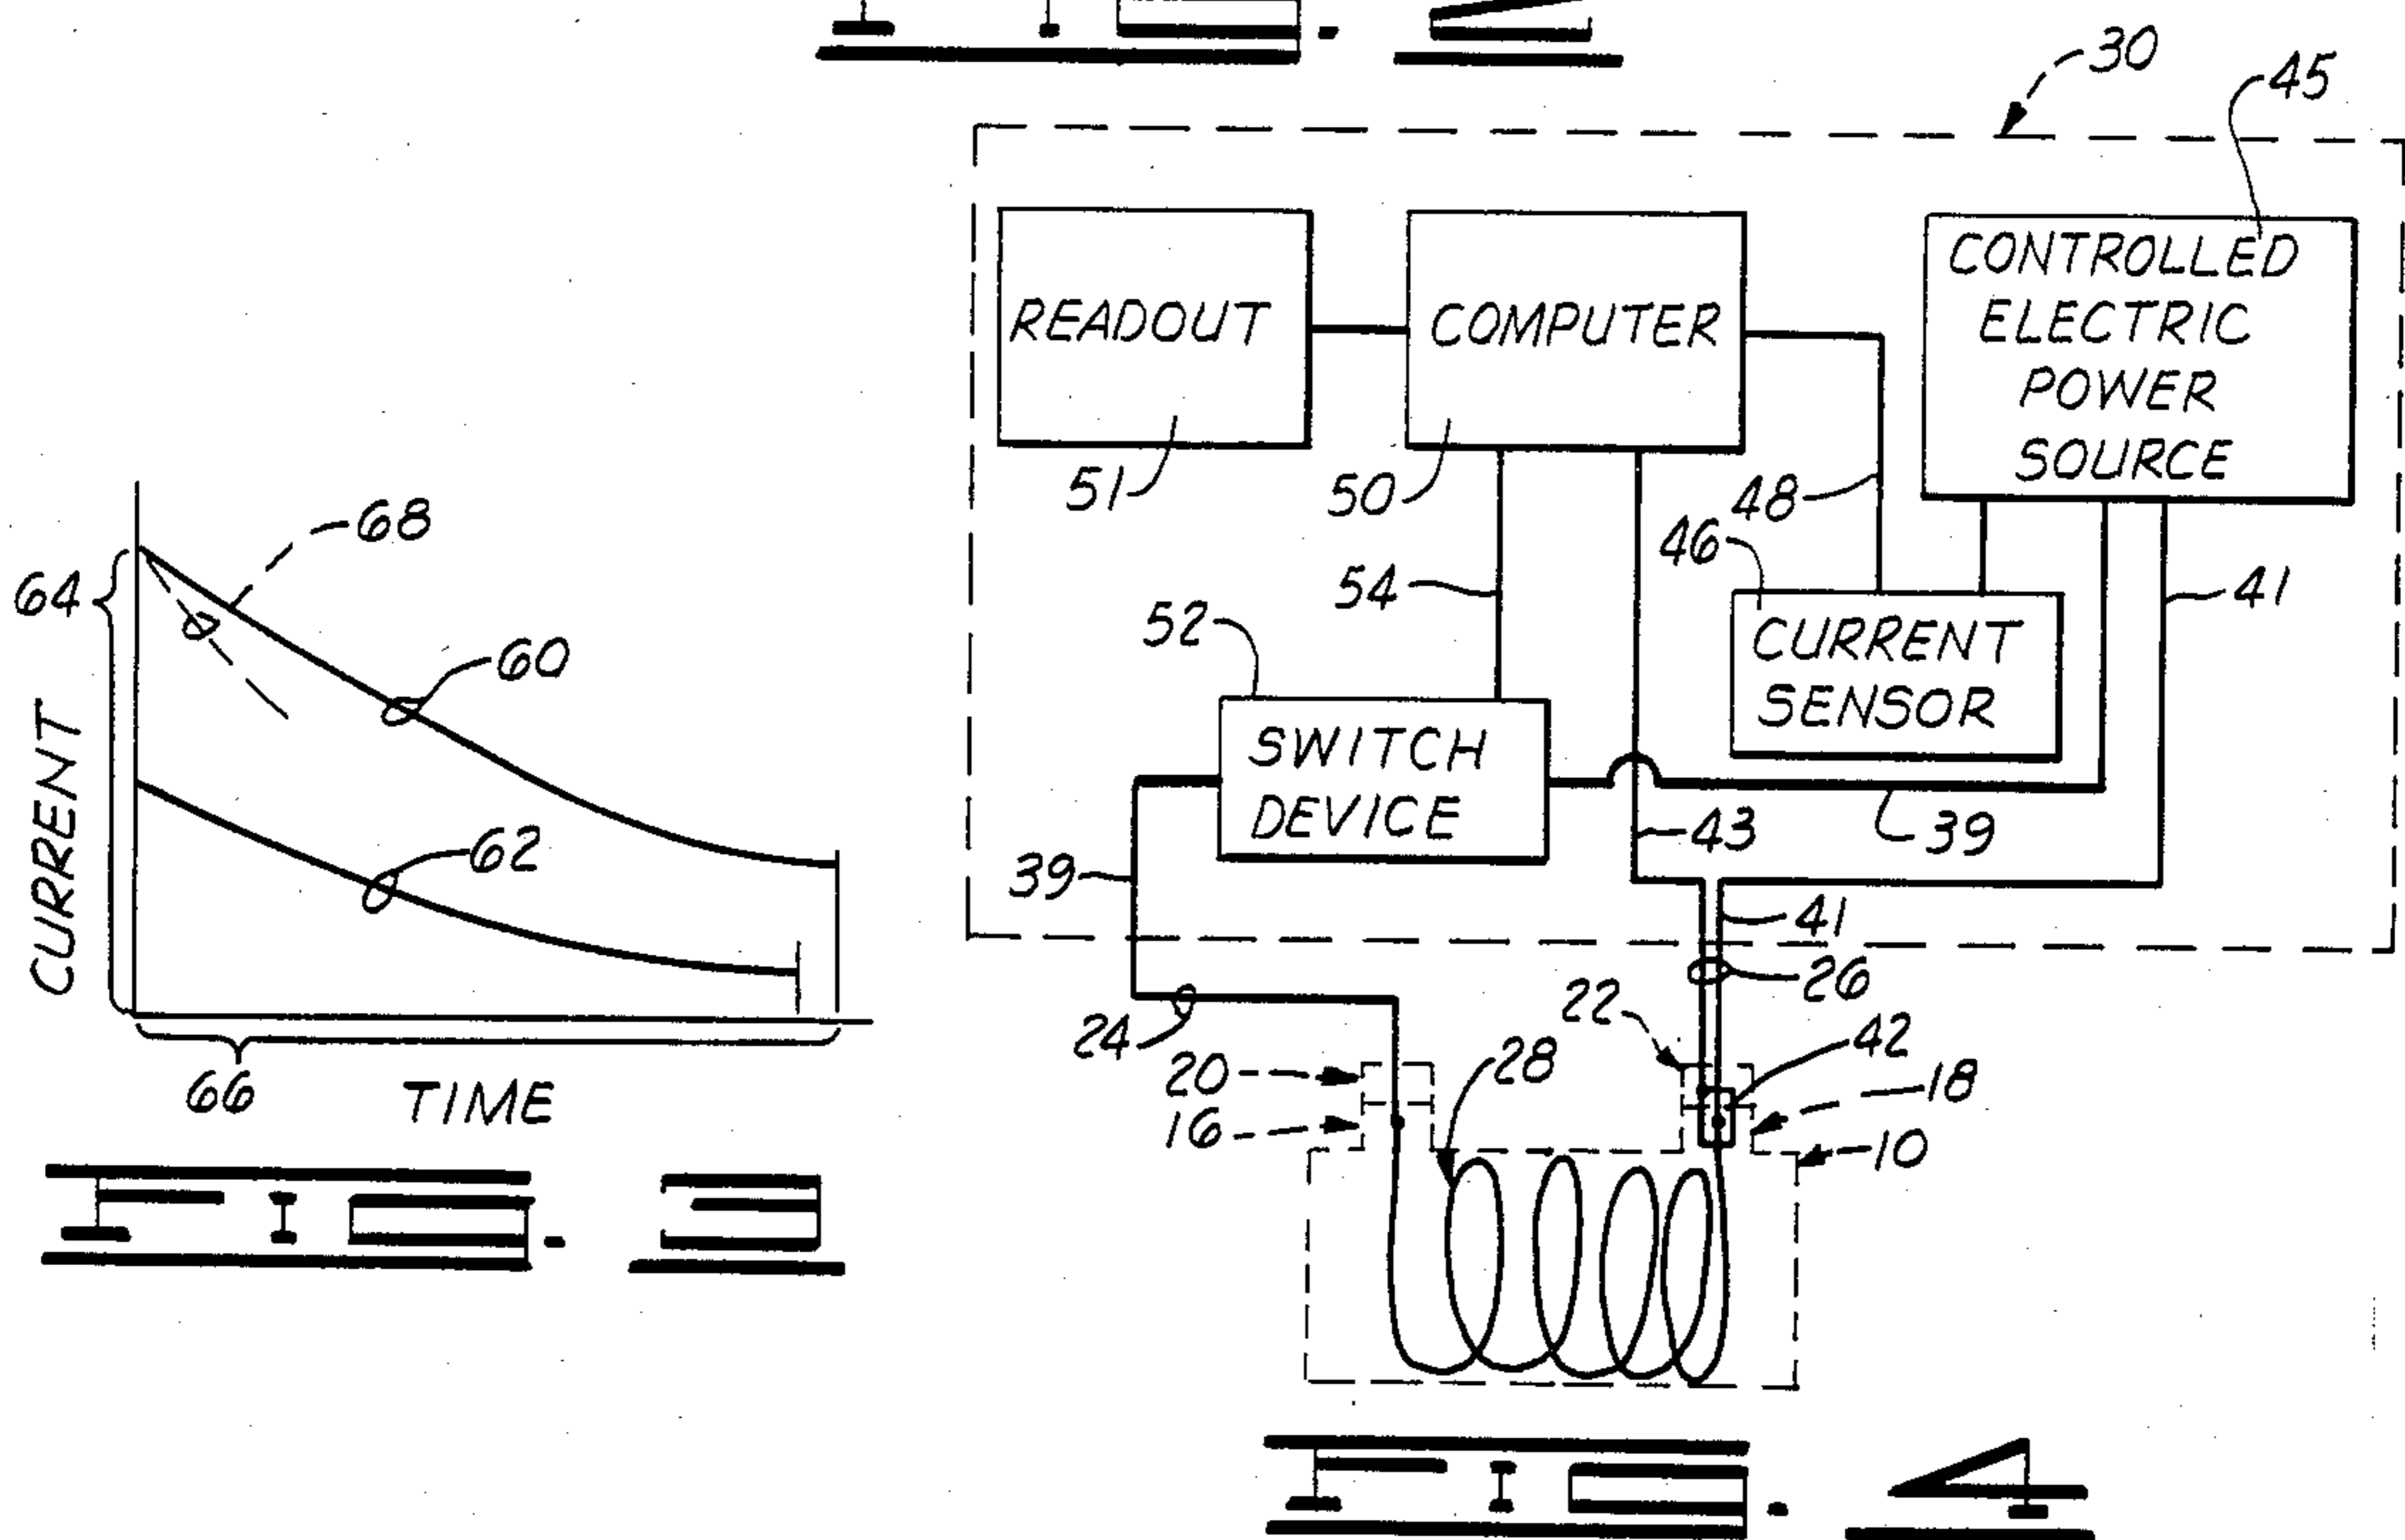 FIG. 2
30
45
READOUT
COMPUTER
CONTROLLED
ELECTRIC
POWER
SOURCE
51
50
48
46
54
52
41
CURRENT
SENSOR
SWITCH
DEVICE
43
39
39
41
26
24
22
42
20
28
18
16
10
FIG. 4
68
64
60
62
CURRENT
66
TIME
FIG. 3